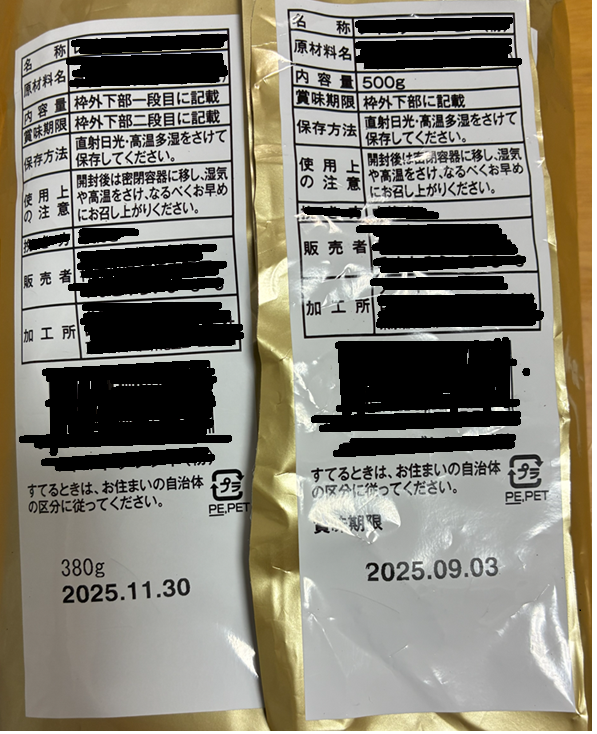 名称
原材料名
内容量 枠外下部一段目に記載
賞味期限 枠外下部二段目に記載
保存方法 直射日光・高温多湿をさけて
保存してください。
使用上
の注意
開封後は密閉容器に移し、湿気
や高温をさけ、なるべくお早め
にお召し上がりください。
販売者
加工所
すてるときは、お住まいの自治体
の区分に従ってください。
プラ
PE,PET
380g
2025.11.30
名称
原材料名
内容量 500g
賞味期限 枠外下部に記載
保存方法 直射日光・高温多湿をさけて
保存してください。
使用上
の注意
開封後は密閉容器に移し、湿気
や高温をさけ、なるべくお早め
にお召し上がりください。
販売者
加工所
すてるときは、お住まいの自治体
の区分に従ってください。
プラ
PE,PET
賞味期限
2025.09.03